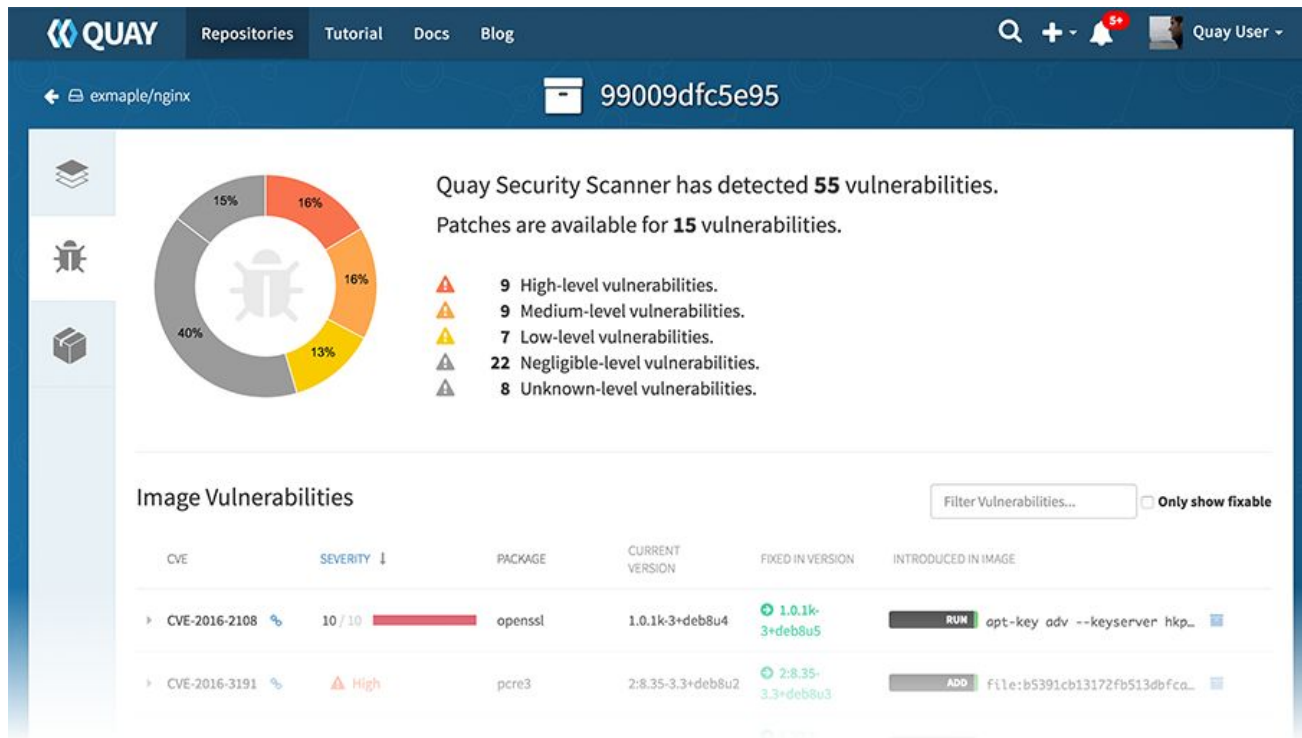 QUAY Repositories Tutorial Docs Blog 5+ Quay User
exmaple/nginx 99009dfc5e95
15% 16%
16%
40%
13%
Quay Security Scanner has detected 55 vulnerabilities.
Patches are available for 15 vulnerabilities.
9 High-level vulnerabilities.
9 Medium-level vulnerabilities.
7 Low-level vulnerabilities.
22 Negligible-level vulnerabilities.
8 Unknown-level vulnerabilities.
Image Vulnerabilities Filter Vulnerabilities... Only show fixable
CVE SEVERITY PACKAGE CURRENT VERSION FIXED IN VERSION INTRODUCED IN IMAGE
CVE-2016-2108 10 / 10 openssl 1.0.1k-3+deb8u4 1.0.1k-3+deb8u5 RUN apt-key adv --keyserver hkp…
CVE-2016-3191 High pcre3 2:8.35-3.3+deb8u2 2:8.35-3.3+deb8u3 ADD file:b5391cb13172fb513dbfca…